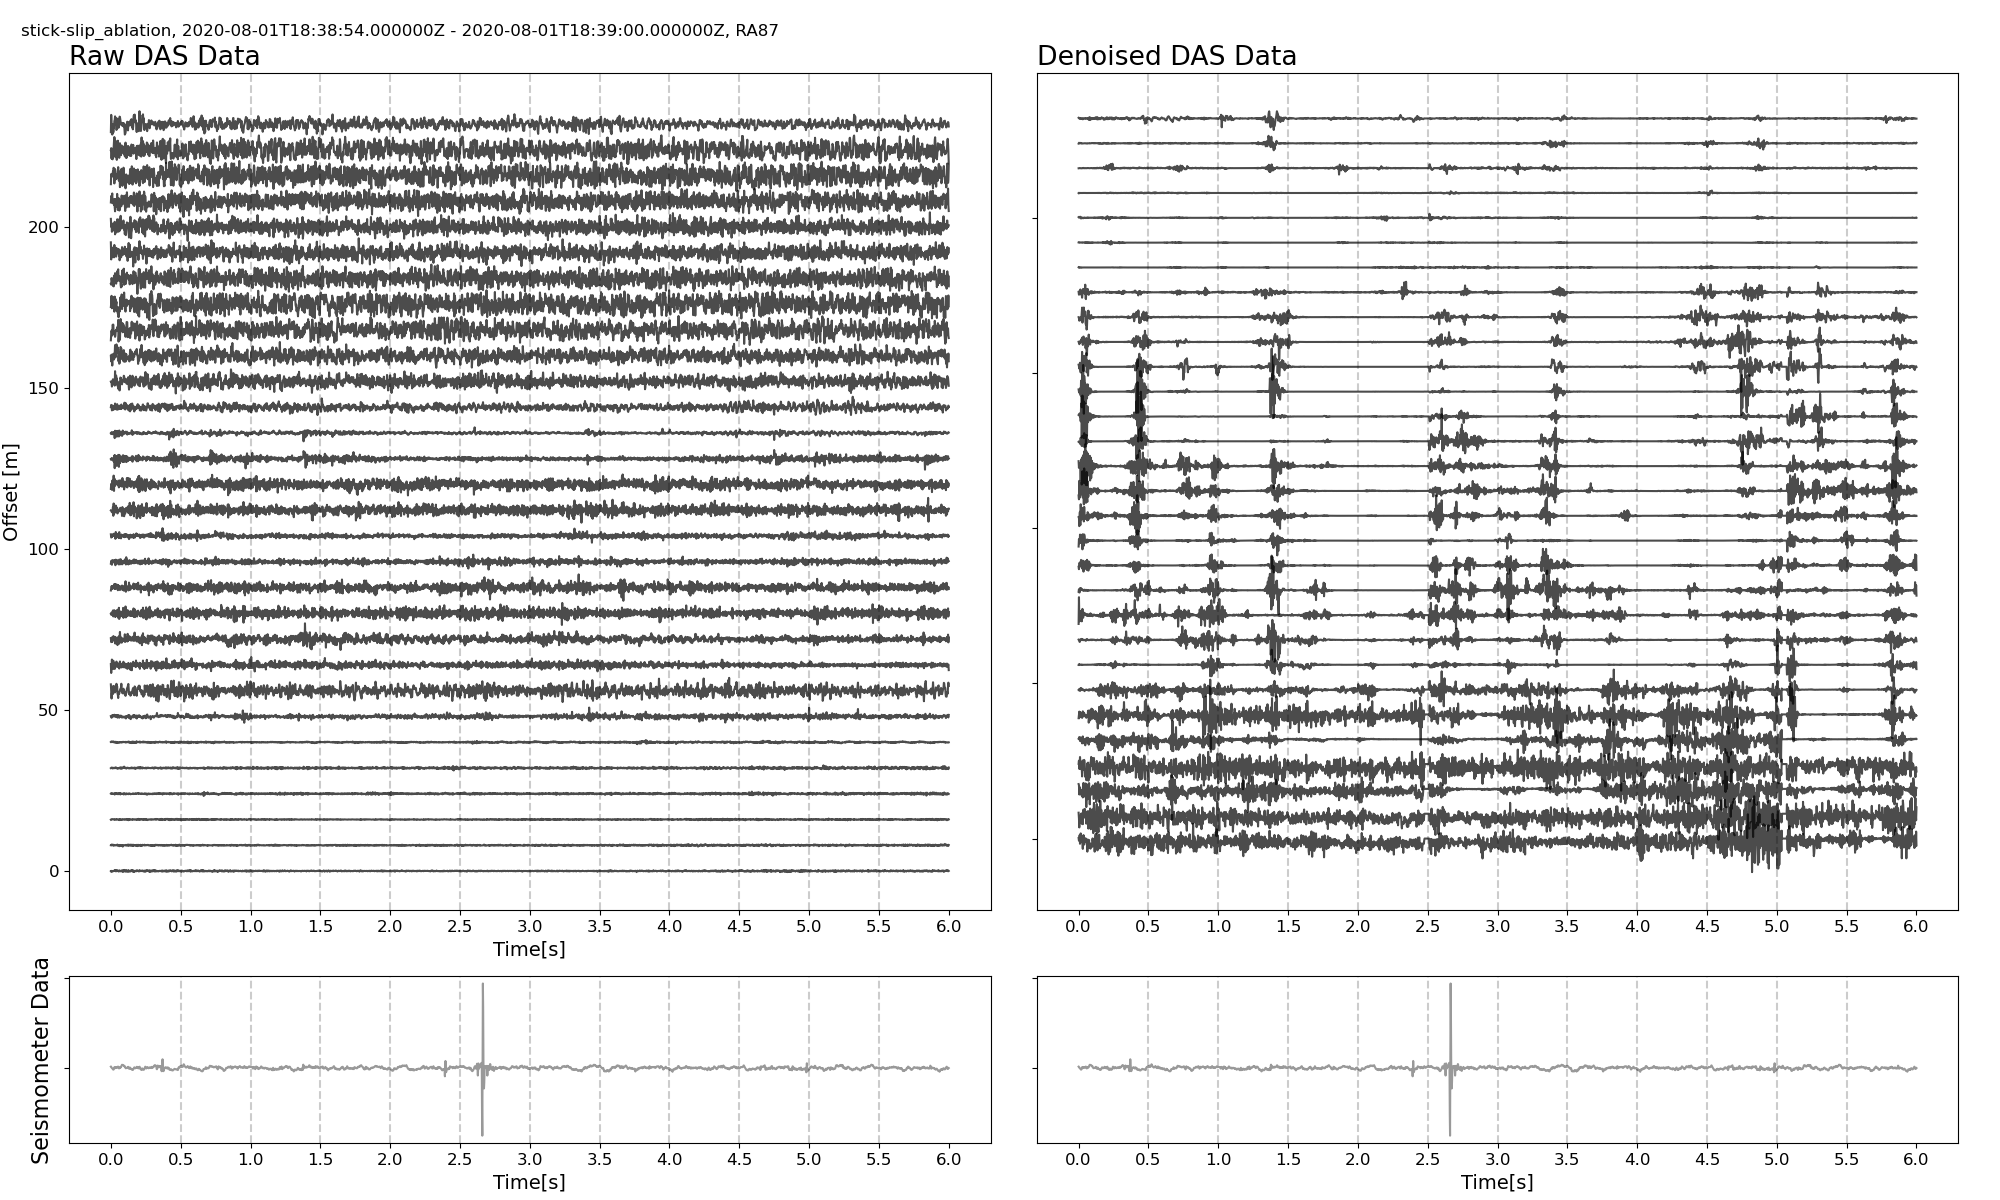 stick-slip_ablation, 2020-08-01T18:38:54.000000Z - 2020-08-01T18:39:00.000000Z, RA87
Raw DAS Data
Denoised DAS Data
Offset [m]
200
150
100
50
0
0.0 0.5 1.0 1.5 2.0 2.5 3.0 3.5 4.0 4.5 5.0 5.5 6.0
Time[s]
0.0 0.5 1.0 1.5 2.0 2.5 3.0 3.5 4.0 4.5 5.0 5.5 6.0
Seismometer Data
0.0 0.5 1.0 1.5 2.0 2.5 3.0 3.5 4.0 4.5 5.0 5.5 6.0
Time[s]
0.0 0.5 1.0 1.5 2.0 2.5 3.0 3.5 4.0 4.5 5.0 5.5 6.0
Time[s]